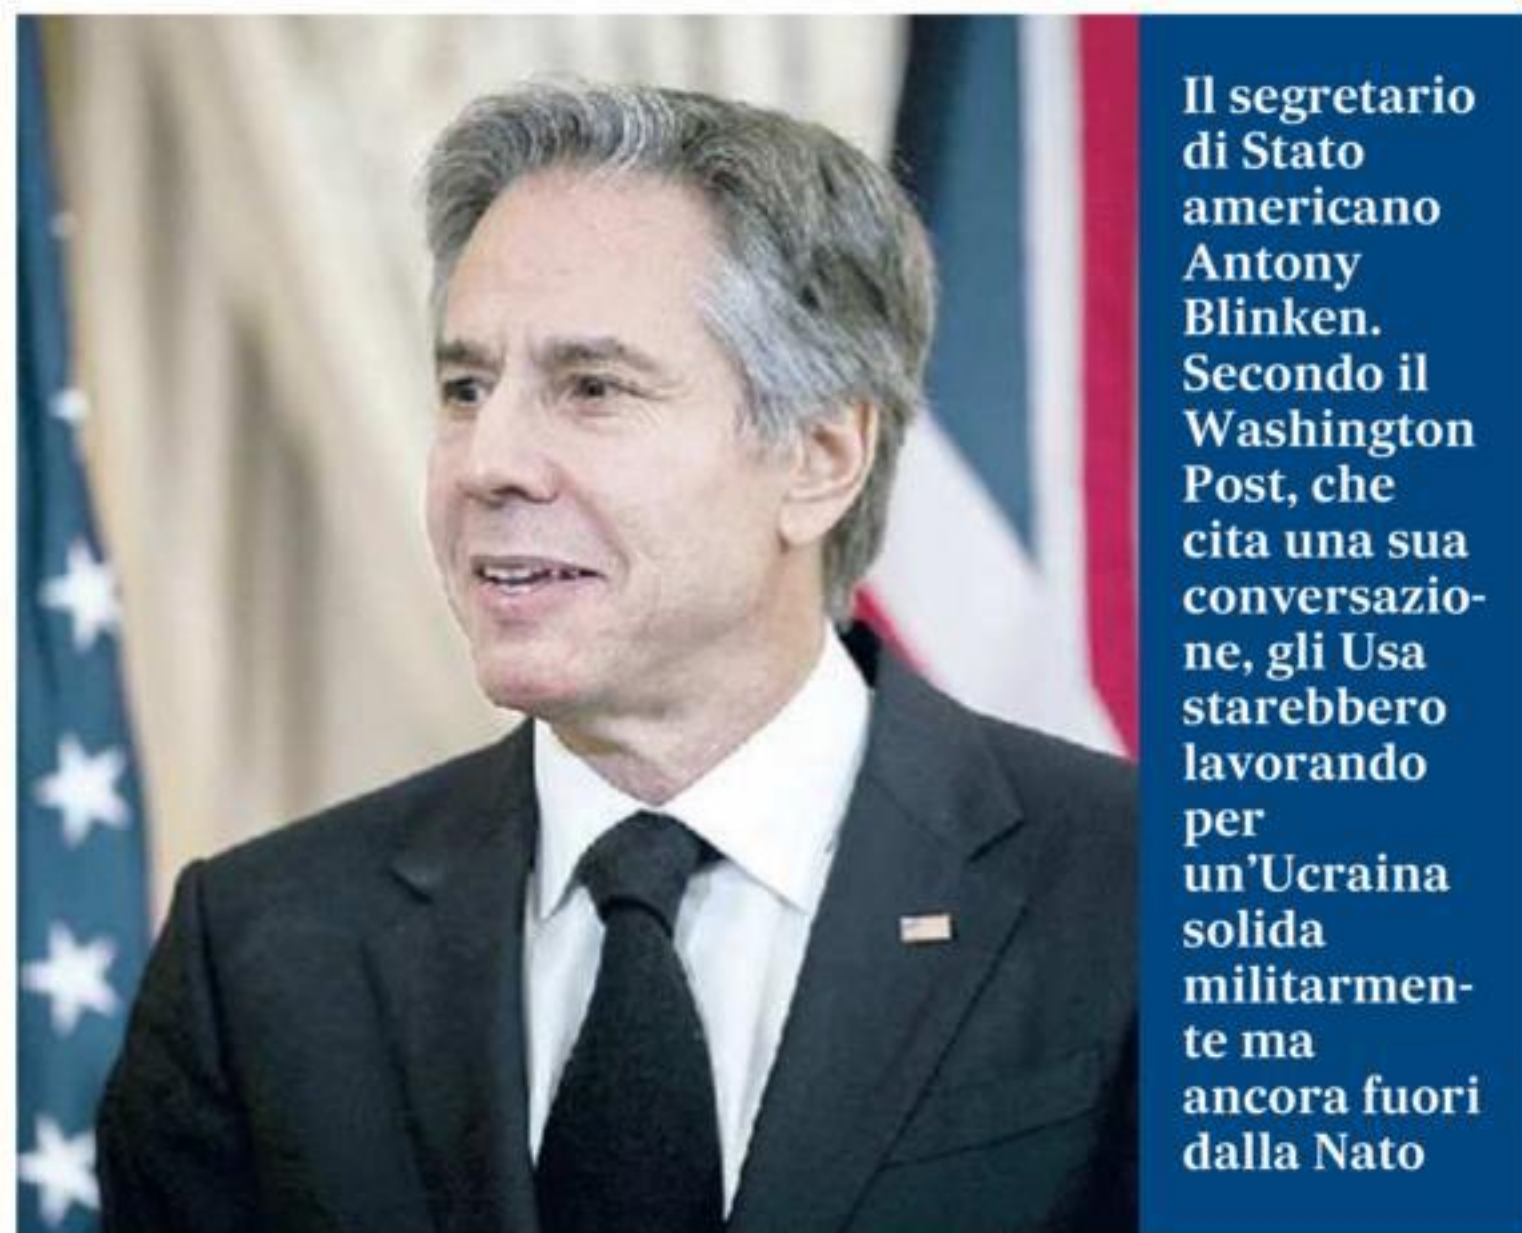 Il segretario
di Stato
americano
Antony
Blinken.
Secondo il
Washington
Post, che
cita una sua
conversazio-
ne, gli Usa
starebbero
lavorando
per
un’Ucraina
solida
militarmen-
te ma
ancora fuori
dalla Nato